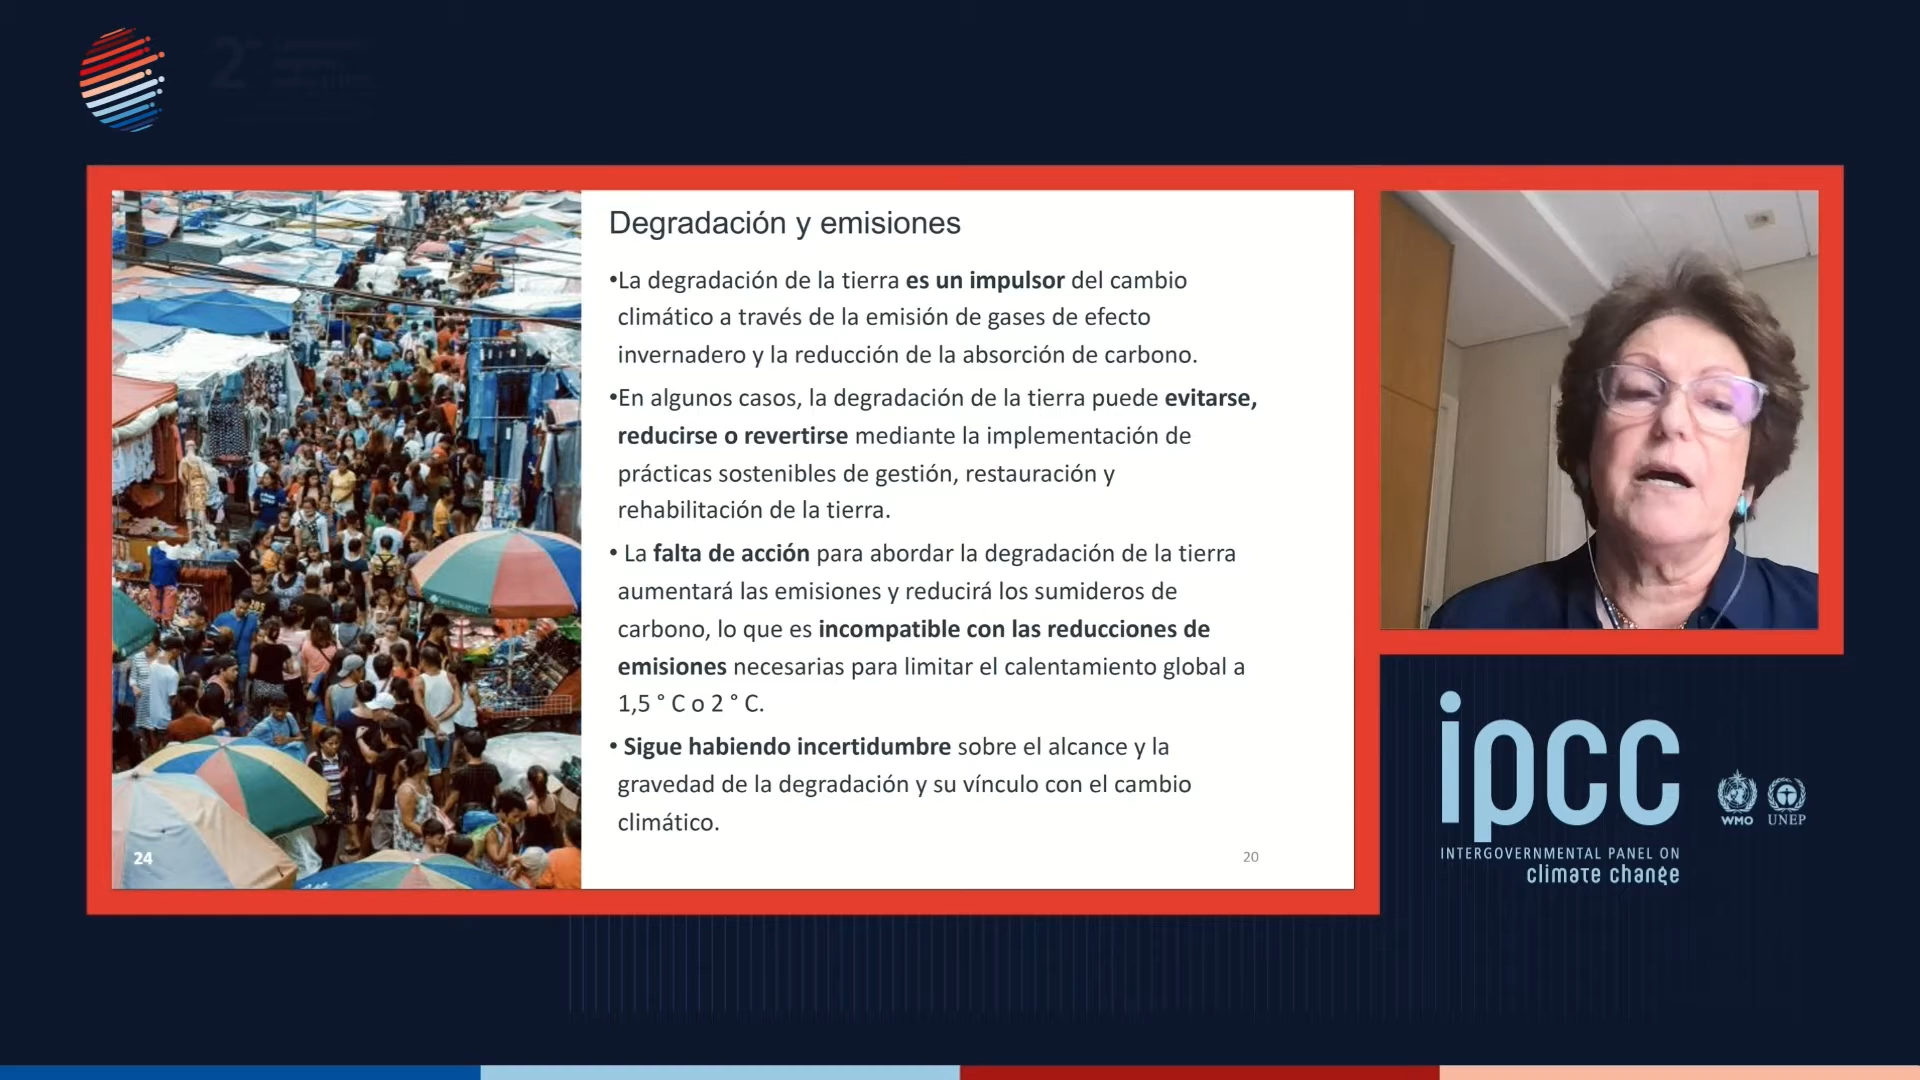 Degradación y emisiones
•La degradación de la tierra es un impulsor del cambio
climático a través de la emisión de gases de efecto
invernadero y la reducción de la absorción de carbono.
•En algunos casos, la degradación de la tierra puede evitarse,
reducirse o revertirse mediante la implementación de
prácticas sostenibles de gestión, restauración y
rehabilitación de la tierra.
• La falta de acción para abordar la degradación de la tierra
aumentará las emisiones y reducirá los sumideros de
carbono, lo que es incompatible con las reducciones de
emisiones necesarias para limitar el calentamiento global a
1,5 ° C o 2 ° C.
• Sigue habiendo incertidumbre sobre el alcance y la
gravedad de la degradación y su vínculo con el cambio
climático.
24
20
ipcc
INTERGOVERNMENTAL PANEL ON
climate change
WMO
UNEP